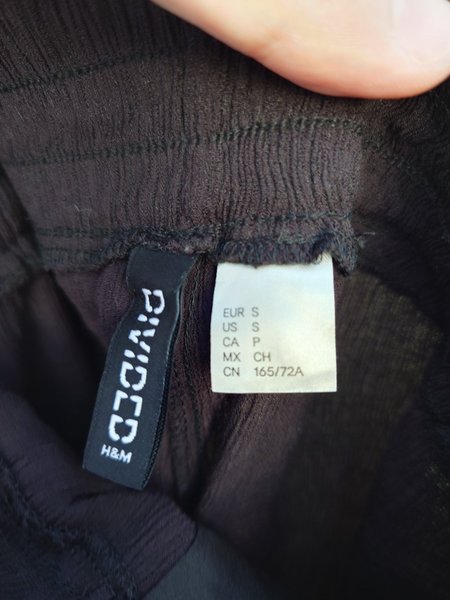 DIVIDED
H&M
EUR S
US S
CA P
MX CH
CN 165/72A